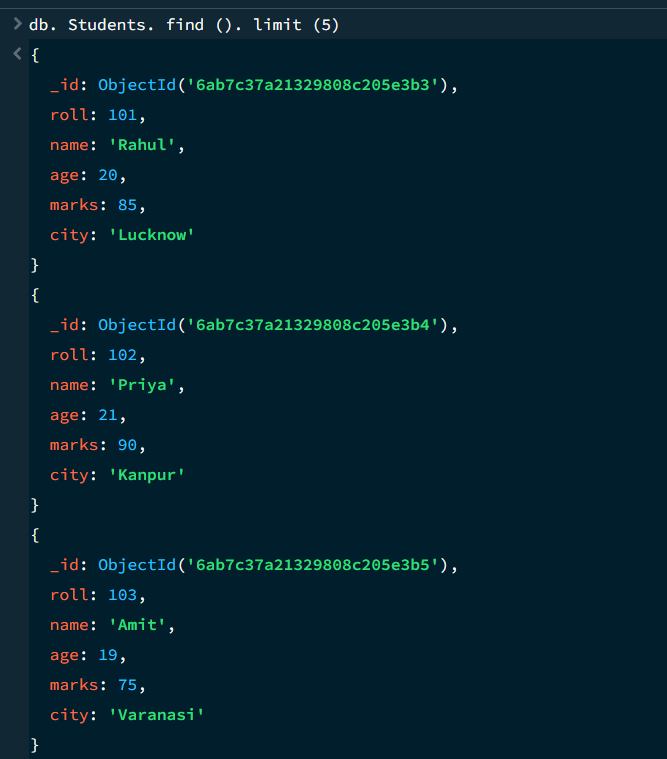 db. Students. find (). limit (5)
{
_id: ObjectId('6ab7c37a21329808c205e3b3'),
roll: 101,
name: 'Rahul',
age: 20,
marks: 85,
city: 'Lucknow'
}
{
_id: ObjectId('6ab7c37a21329808c205e3b4'),
roll: 102,
name: 'Priya',
age: 21,
marks: 90,
city: 'Kanpur'
}
{
_id: ObjectId('6ab7c37a21329808c205e3b5'),
roll: 103,
name: 'Amit',
age: 19,
marks: 75,
city: 'Varanasi'
}